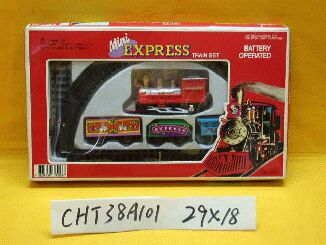 Mini EXPRESS
TRAIN SET
BATTERY
OPERATED
EXPRESS
CHT38A101 29X18